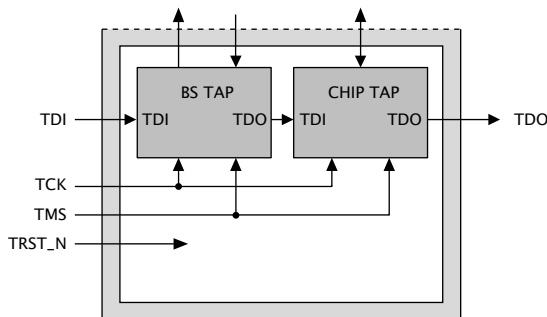 BS TAP
CHIP TAP
TDI TDI TDO TDI TDO TDO
TCK
TMS
TRST_N